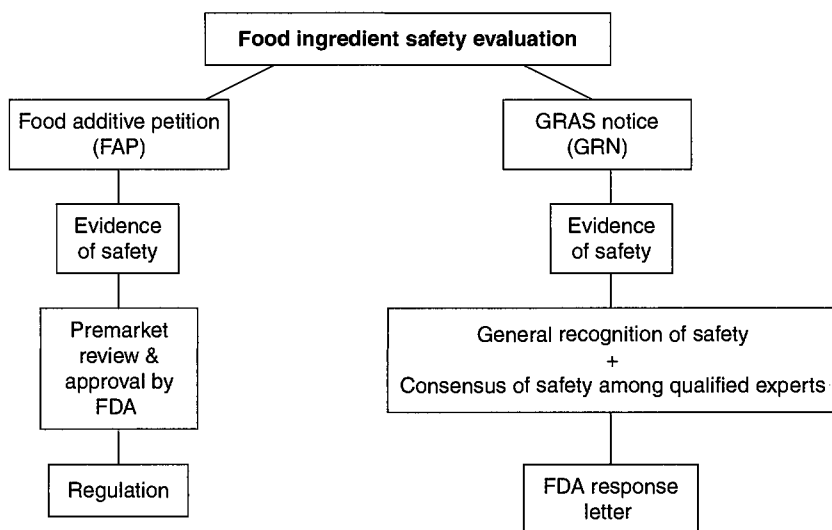 Food ingredient safety evaluation
Food additive petition
(FAP)
GRAS notice
(GRN)
Evidence
of safety
Evidence
of safety
Premarket
review &
approval by
FDA
General recognition of safety
+
Consensus of safety among qualified experts
Regulation
FDA response
letter